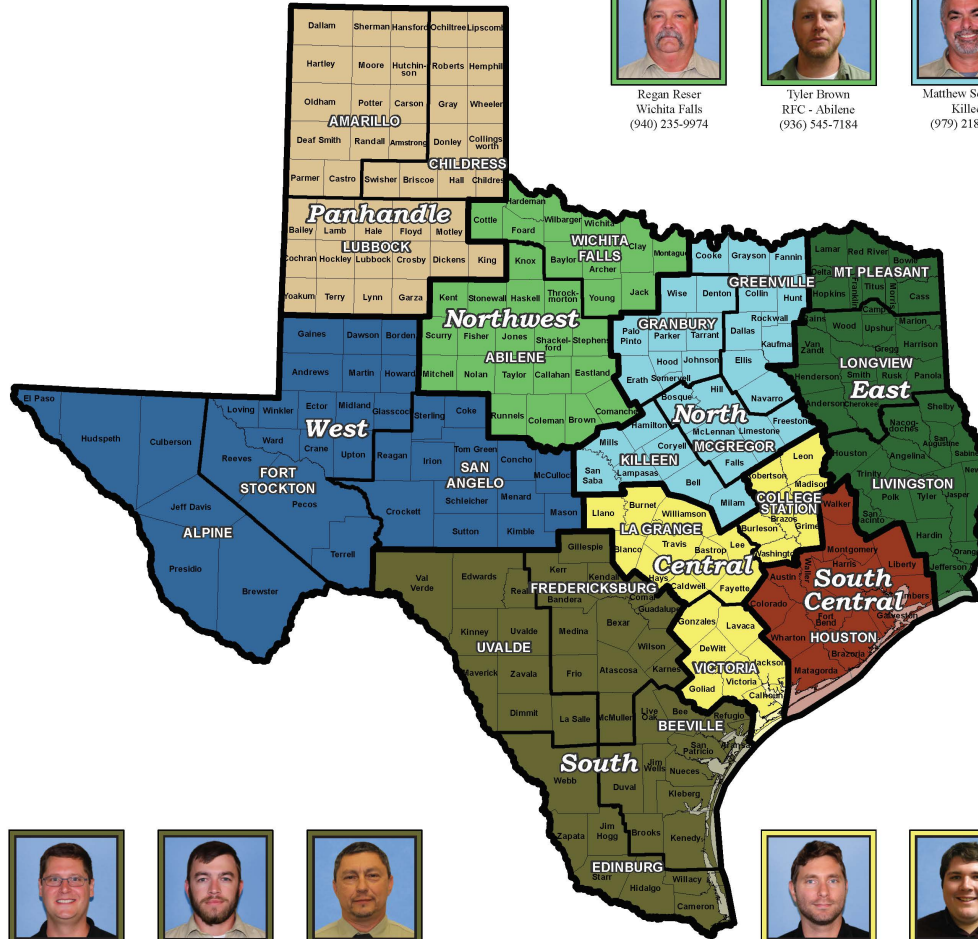 Regan Reser
Wichita Falls
(940) 235-9974
Tyler Brown
RFC - Abilene
(936) 545-7184
Matthew
(979) 218
Dallam Sherman Hansford Ochiltree Lipscomb
Hartley Moore Hutchin-
son Roberts Hemphill
Oldham Potter Carson Gray Wheeler
AMARILLO
Deaf Smith Randall Armstrong Donley Collings
worth
CHILDRESS
Parmer Castro Swisher Briscoe Hall Childress
Panhandle
Bailey Lamb Hale Floyd Motley
LUBBOCK
Cochran Hockley Lubbock Crosby Dickens King
Yoakum Terry Lynn Garza
Hardeman
Cottle Foard Wilbarger Wichita
WICHITA
FALLS
Clay Montague
Knox Baylor Archer
Kent Stonewall Haskell Throck-
morton Young Jack
Northwest
Scurry Fisher Jones Shackel-
ford Stephens
ABILENE
Mitchell Nolan Taylor Callahan Eastland
Runnels Coleman Brown Comanche
Cooke Grayson Fannin
GREENVILLE
Wise Denton Collin Hunt
Rockwall
GRANBURY
Palo
Pinto Parker Tarrant Dallas Kaufman
Hood Johnson Ellis
Erath Somervell
Bosque Hill Navarro
North
Hamilton McLennan Limestone Freestone
MCGREGOR
Mills Coryell Falls
KILLEEN
San
Saba Lampasas Bell Milam
Lamar Red River Bowie
Delta MT PLEASANT
Hopkins Franklin Titus Morris Cass
Camp
Rains Wood Upshur Marion
Van
Zandt Gregg Harrison
LONGVIEW
Henderson Smith Rusk Panola
East
Anderson Cherokee Shelby
Nacog-
doches San
Augustine
Houston Angelina Sabine
Trinity LIVINGSTON
Polk Tyler Jasper
San
Jacinto
Hardin
Orange
Jefferson
Gaines Dawson Borden
Andrews Martin Howard
El Paso Loving Winkler Ector Midland Glasscock
West
Hudspeth Culberson Ward Crane Upton
Reeves
FORT
STOCKTON
Pecos
Jeff Davis
ALPINE
Presidio Terrell
Brewster
Sterling Coke
Reagan Irion Tom Green Concho
SAN
ANGELO
McCulloch
Crockett Schleicher Menard Mason
Sutton Kimble
Leon
Robertson Madison
COLLEGE
STATION
Brazos
Burleson Grimes
Washington
Llano Burnet Williamson
LA GRANGE
Blanco Travis Lee
Bastrop
Central
Hays
Caldwell Fayette
Gonzales Lavaca
DeWitt
VICTORIA
Jackson
Victoria
Goliad Calhoun
Walker
Montgomery
Waller Harris Liberty
Austin
South
Central
Chambers
Colorado Fort
Bend Galveston
HOUSTON
Wharton Brazoria
Matagorda
Gillespie
Val
Verde Edwards Real Kerr Kendall
FREDERICKSBURG
Bandera Comal
Guadalupe
Kinney Uvalde Medina Bexar
UVALDE
Wilson
Maverick Zavala Frio Atascosa Karnes
Dimmit La Salle McMullen Live
Oak Bee Refugio
BEEVILLE
San
Patricio Aransas
South
Webb Duval Jim
Wells Nueces
Kleberg
Zapata Jim
Hogg Brooks Kenedy
EDINBURG
Starr Willacy
Hidalgo
Cameron